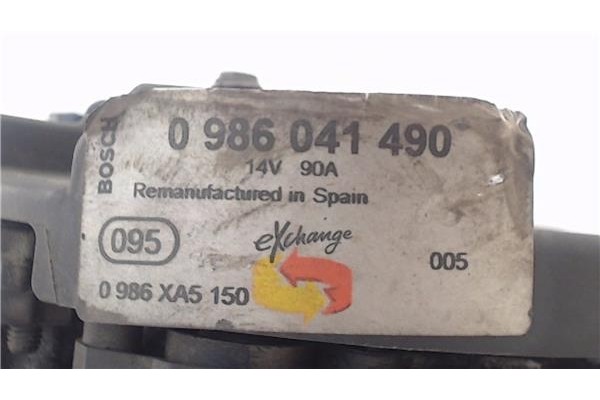 BOSCH
0 986 041 490
14V 90A
Remanufactured in Spain
095
eXchange
005
0 986 XA5 150